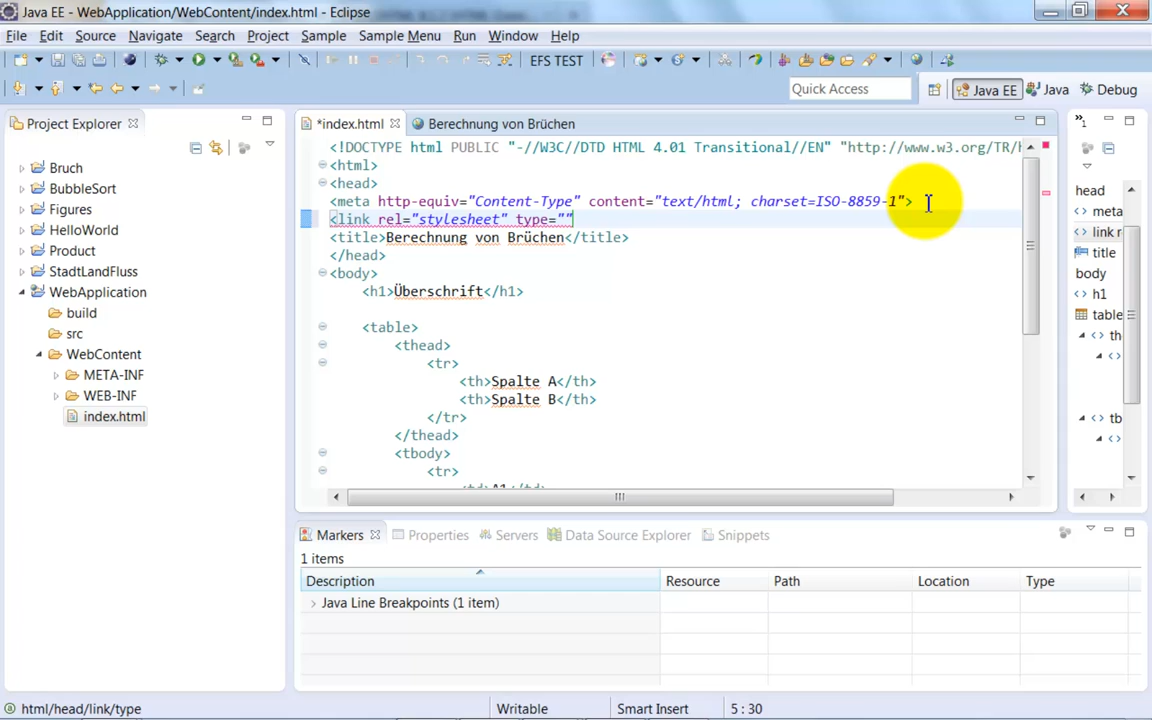 Java EE - WebApplication/WebContent/index.html - Eclipse
File Edit Source Navigate Search Project Sample Sample Menu Run Window Help
EFS TEST
Quick Access
Java EE
Java
Debug
Project Explorer
Bruch
BubbleSort
Figures
HelloWorld
Product
StadtLandFluss
WebApplication
build
src
WebContent
META-INF
WEB-INF
index.html
*index.html
Berechnung von Brüchen
<!DOCTYPE html PUBLIC "-//W3C//DTD HTML 4.01 Transitional//EN" "http://www.w3.org/TR/h
<html>
<head>
<meta http-equiv="Content-Type" content="text/html; charset=ISO-8859-1">
<link rel="stylesheet" type=""
<title>Berechnung von Brüchen</title>
</head>
<body>
<h1>Überschrift</h1>
<table>
<thead>
<tr>
<th>Spalte A</th>
<th>Spalte B</th>
</tr>
</thead>
<tbody>
<tr>
<td>A1</td>
»1
head
meta
link r
title
body
h1
table
th
tb
Markers
Properties
Servers
Data Source Explorer
Snippets
1 items
Description Resource Path Location Type
Java Line Breakpoints (1 item)
html/head/link/type
Writable
Smart Insert
5 : 30